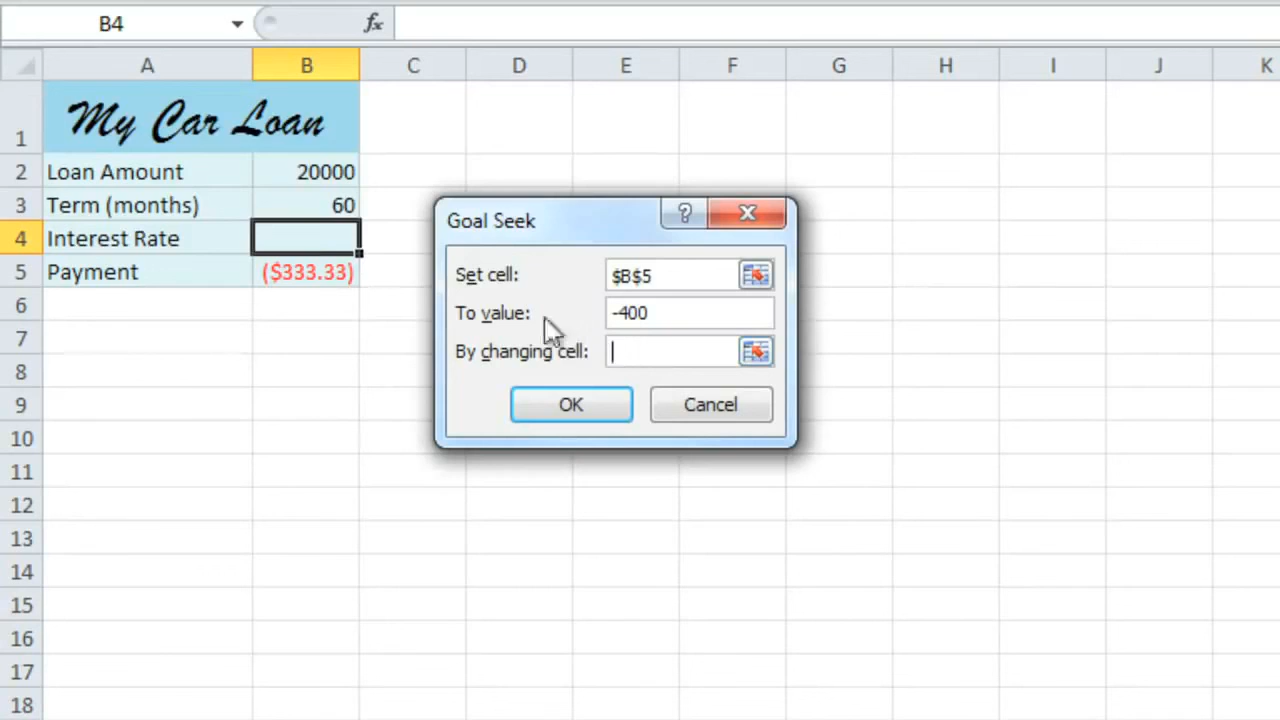 B4 fx
A B C D E F G H I J K
1 My Car Loan
2 Loan Amount 20000
3 Term (months) 60
4 Interest Rate
5 Payment ($333.33)
6
7
8
9
10
11
12
13
14
15
16
17
18
Goal Seek ?
Set cell: $B$5
To value: -400
By changing cell:
OK Cancel